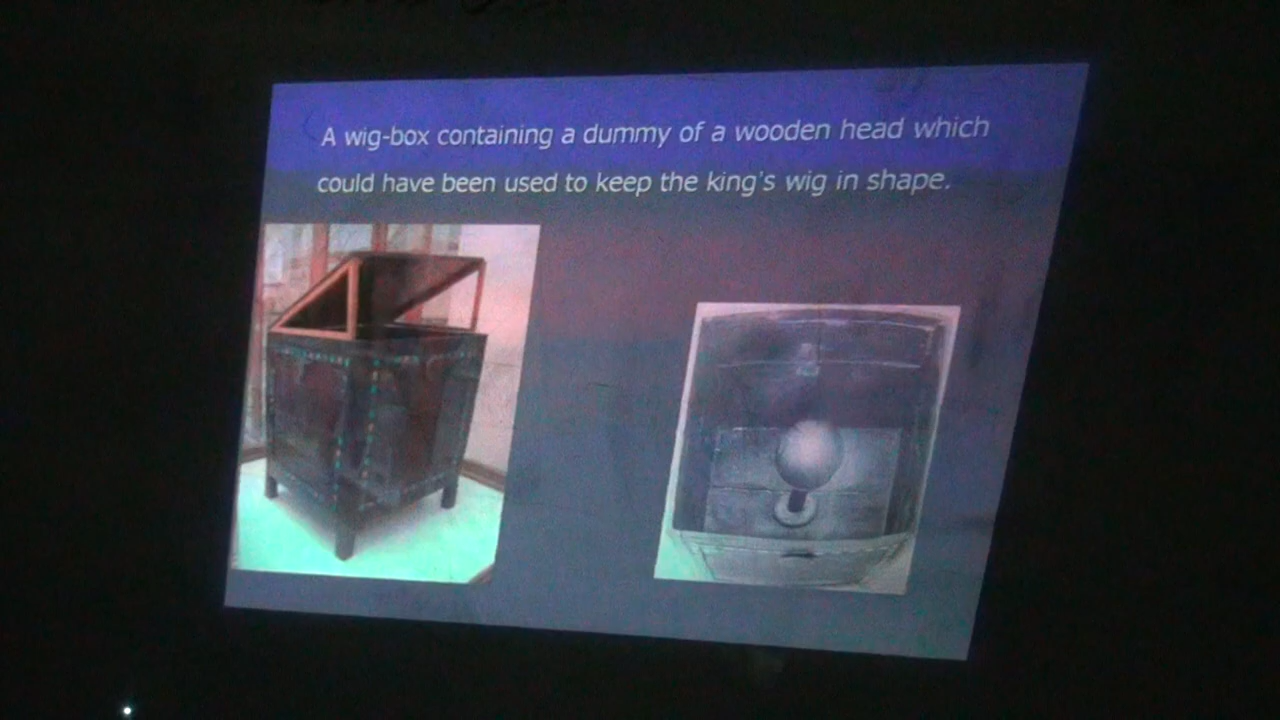 A wig-box containing a dummy of a wooden head which
could have been used to keep the king's wig in shape.